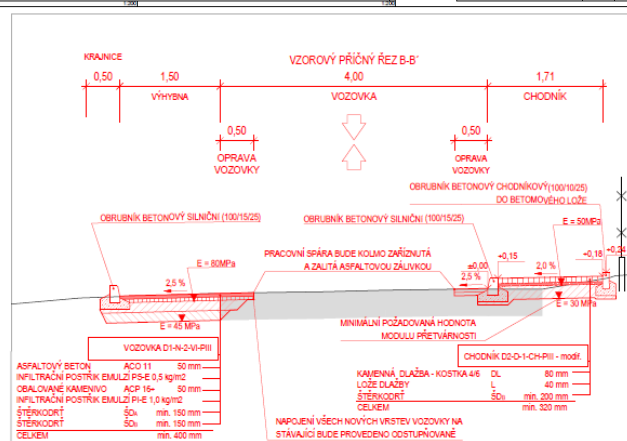 1:200
1:200
KRAJNICE
VZOROVÝ PŘÍČNÝ ŘEZ B-B´
0,50 1,50 4,00 1,71
VÝHYBNA VOZOVKA CHODNÍK
0,50 0,50
OPRAVA
VOZOVKY
OPRAVA
VOZOVKY
OBRUBNÍK BETONOVÝ CHODNÍKOVÝ (100/10/25)
DO BETOMOVÉHO LOŽE
OBRUBNÍK BETONOVÝ SILNIČNÍ (100/15/25)
OBRUBNÍK BETONOVÝ SILNIČNÍ (100/15/25)
E = 50MPa
PRACOVNÍ SPÁRA BUDE KOLMO ZAŘÍZNUTÁ
A ZALITÁ ASFALTOVOU ZÁLIVKOU
E = 80MPa
±0,00
+0,15
+0,18
+0,24
2,5 %
2,5 %
2,0 %
E = 45 MPa
E = 30 MPa
MINIMÁLNÍ POŽADOVANÁ HODNOTA
MODULU PŘETVÁRNOSTI
VOZOVKA D1-N-2-VI-PIII
ASFALTOVÝ BETON ACO 11 50 mm
INFILTRAČNÍ POSTŘIK EMULZÍ PS-E 0,5 kg/m2
OBALOVANÉ KAMENIVO ACP 16+ 50 mm
INFILTRAČNÍ POSTŘIK EMULZÍ PI-E 1,0 kg/m2
ŠTĚRKODRŤ min. 150 mm
ŠTĚRKODRŤ min. 150 mm
CELKEM min. 400 mm
CHODNÍK D2-D-1-CH-PIII - modif.
KAMENNÁ DLAŽBA - KOSTKA 4/6 DL 80 mm
LOŽE DLAŽBY L 40 mm
ŠTĚRKODRŤ min. 200 mm
CELKEM min. 320 mm
NAPOJENÍ VŠECH NOVÝCH VRSTEV VOZOVKY NA
STÁVAJÍCÍ BUDE PROVEDENO ODSTUPŇOVANĚ